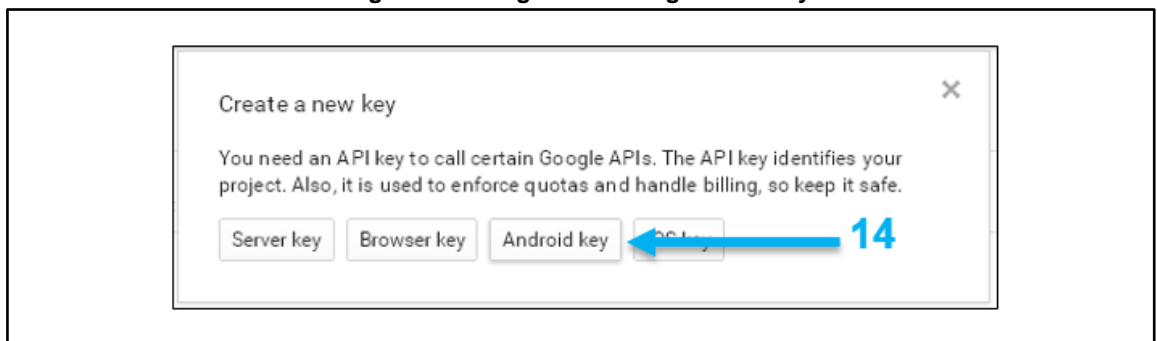 Create a new key
×
You need an API key to call certain Google APIs. The API key identifies your
project. Also, it is used to enforce quotas and handle billing, so keep it safe.
Server key Browser key Android key 14